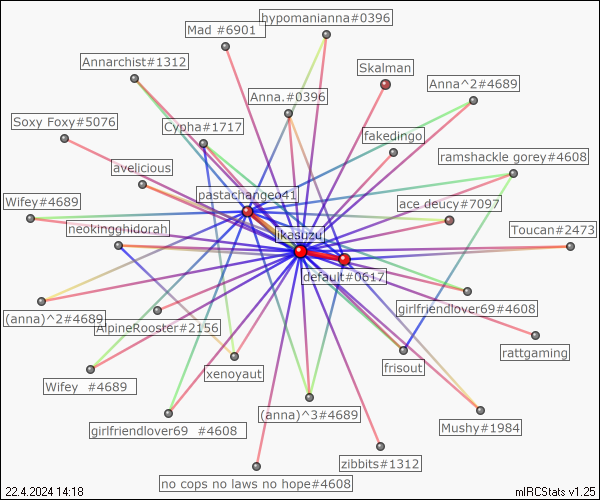 hypomanianna#0396
Mad #6901
Annarchist#1312
Skalman
Anna^2#4689
Anna.#0396
Soxy Foxy#5076
Cypha#1717
fakedingo
ramshackle gorey#4608
avelicious
pastachangeo41
Wifey#4689
ace deucy#7097
neokingghidorah
ikasuzu
Toucan#2473
default#0617
girlfriendlover69#4608
(anna)^2#4689
AlpineRooster#2156
rattgaming
xenoyaut
frisout
Wifey #4689
(anna)^3#4689
Mushy#1984
girlfriendlover69 #4608
zibbits#1312
no cops no laws no hope#4608
22.4.2024 14:18
mIRCStats v1.25